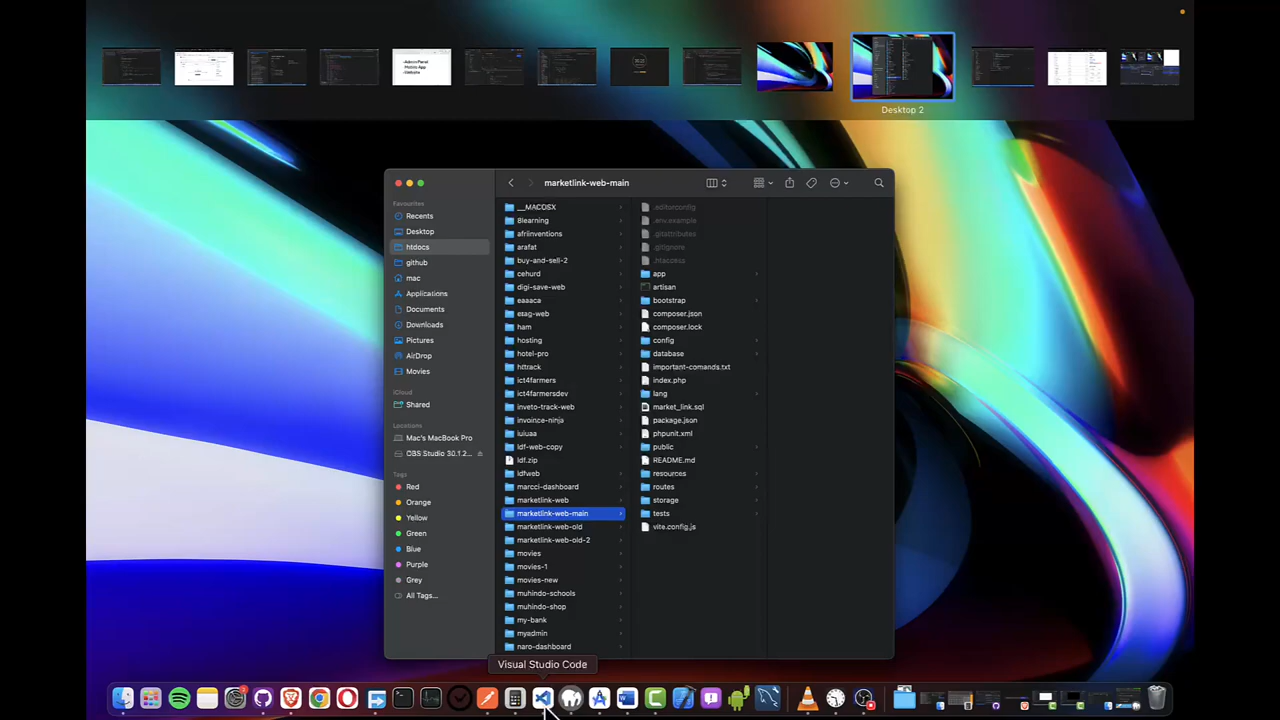 Desktop 2
marketlink-web-main
Favourites
Recents
Desktop
htdocs
github
mac
Applications
Documents
Downloads
Pictures
AirDrop
Movies
iCloud
Shared
Locations
Mac's MacBook Pro
OBS Studio 30.1.2...
Tags
Red
Orange
Yellow
Green
Blue
Purple
Grey
All Tags...
__MACOSX
8learning
afriinventions
arafat
buy-and-sell-2
cehurd
digi-save-web
eaaaca
esag-web
ham
hosting
hotel-pro
httrack
ict4farmers
ict4farmersdev
inveto-track-web
invoince-ninja
iuiuaa
ldf-web-copy
ldf.zip
ldfweb
marcci-dashboard
marketlink-web
marketlink-web-main
marketlink-web-old
marketlink-web-old-2
movies
movies-1
movies-new
muhindo-schools
muhindo-shop
my-bank
myadmin
naro-dashboard
.editorconfig
.env.example
.gitattributes
.gitignore
.htaccess
app
artisan
bootstrap
composer.json
composer.lock
config
database
important-comands.txt
index.php
lang
market_link.sql
package.json
phpunit.xml
public
README.md
resources
routes
storage
tests
vite.config.js
Visual Studio Code